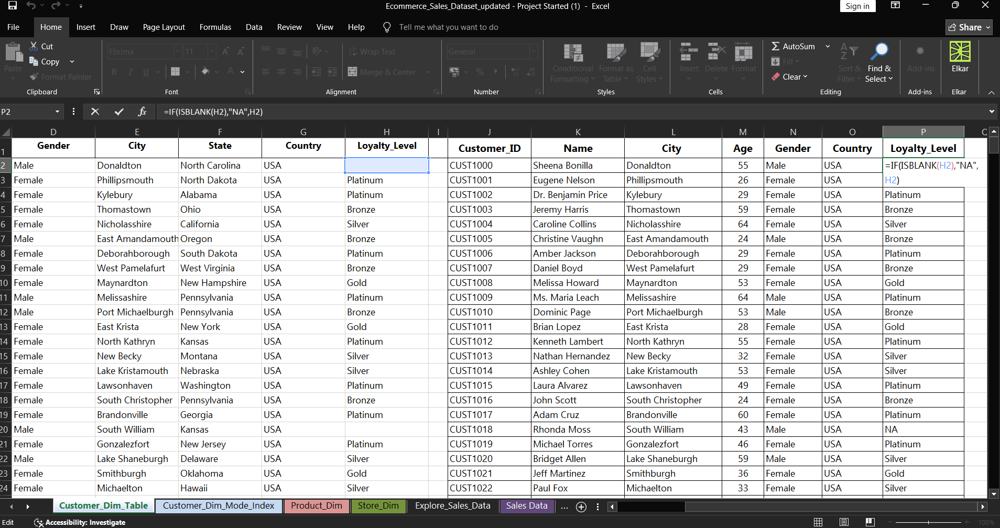 Ecommerce_Sales_Dataset_updated - Project Started (1) - Excel
Sign in
File Home Insert Draw Page Layout Formulas Data Review View Help Tell me what you want to do Share
Paste Cut Copy Format Painter Clipboard
Ebrima 11 B I U A Font
Wrap Text Merge & Center Alignment
General % Number
Conditional Formatting Format as Table Cell Styles Styles
Insert Delete Format Cells
AutoSum Fill Clear Sort & Filter Find & Select Editing
Add-ins Add-ins
Elkar Elkar
P2 fx =IF(ISBLANK(H2),"NA",H2)
D E F G H I J K L M N O P
1 Gender City State Country Loyalty_Level Customer_ID Name City Age Gender Country Loyalty_Level
2 Male Donaldton North Carolina USA CUST1000 Sheena Bonilla Donaldton 55 Male USA =IF(ISBLANK(H2),"NA",
3 Female Phillipsmouth North Dakota USA Platinum CUST1001 Eugene Nelson Phillipsmouth 26 Female USA H2)
4 Female Kylebury Alabama USA Platinum CUST1002 Dr. Benjamin Price Kylebury 29 Female USA Platinum
5 Female Thomastown Ohio USA Bronze CUST1003 Jeremy Harris Thomastown 59 Female USA Bronze
6 Female Nicholasshire California USA Silver CUST1004 Caroline Collins Nicholasshire 64 Female USA Silver
7 Male East Amandamouth Oregon USA Bronze CUST1005 Christine Vaughn East Amandamouth 24 Male USA Bronze
8 Female Deborahborough South Dakota USA Platinum CUST1006 Amber Jackson Deborahborough 29 Female USA Platinum
9 Female West Pamelafurt West Virginia USA Bronze CUST1007 Daniel Boyd West Pamelafurt 29 Female USA Bronze
10 Female Maynardton New Hampshire USA Gold CUST1008 Melissa Howard Maynardton 53 Female USA Gold
11 Male Melissashire Pennsylvania USA Platinum CUST1009 Ms. Maria Leach Melissashire 64 Male USA Platinum
12 Male Port Michaelburgh Pennsylvania USA Bronze CUST1010 Dominic Page Port Michaelburgh 53 Male USA Bronze
13 Female East Krista New York USA Gold CUST1011 Brian Lopez East Krista 28 Female USA Gold
14 Female North Kathryn Kansas USA Platinum CUST1012 Kenneth Lambert North Kathryn 55 Female USA Platinum
15 Female New Becky Montana USA Silver CUST1013 Nathan Hernandez New Becky 32 Female USA Silver
16 Female Lake Kristamouth Nebraska USA Silver CUST1014 Ashley Cohen Lake Kristamouth 53 Female USA Silver
17 Female Lawsonhaven Washington USA Platinum CUST1015 Laura Alvarez Lawsonhaven 49 Female USA Platinum
18 Female South Christopher Pennsylvania USA Bronze CUST1016 John Scott South Christopher 24 Female USA Bronze
19 Female Brandonville Georgia USA Platinum CUST1017 Adam Cruz Brandonville 60 Female USA Platinum
20 Male South William Kansas USA CUST1018 Rhonda Moss South William 43 Male USA NA
21 Female Gonzalezfort New Jersey USA Platinum CUST1019 Michael Torres Gonzalezfort 46 Female USA Platinum
22 Male Lake Shaneburgh Delaware USA Silver CUST1020 Bridget Allen Lake Shaneburgh 59 Male USA Silver
23 Female Smithburgh Oklahoma USA Gold CUST1021 Jeff Martinez Smithburgh 36 Female USA Gold
24 Female Michaelton Hawaii USA Silver CUST1022 Paul Fox Michaelton 33 Female USA Silver
Customer_Dim_Table Customer_Dim_Mode_Index Product_Dim Store_Dim Explore_Sales_Data Sales Data ...
Edit Accessibility: Investigate 100%